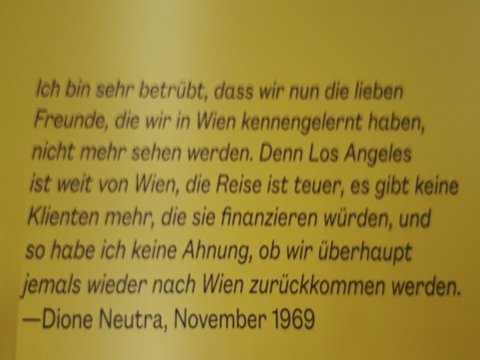 Ich bin sehr betrübt, dass wir nun die lieben
Freunde, die wir in Wien kennengelernt haben,
nicht mehr sehen werden. Denn Los Angeles
ist weit von Wien, die Reise ist teuer, es gibt keine
Klienten mehr, die sie finanzieren würden, und
so habe ich keine Ahnung, ob wir überhaupt
jemals wieder nach Wien zurückkommen werden.
—Dione Neutra, November 1969